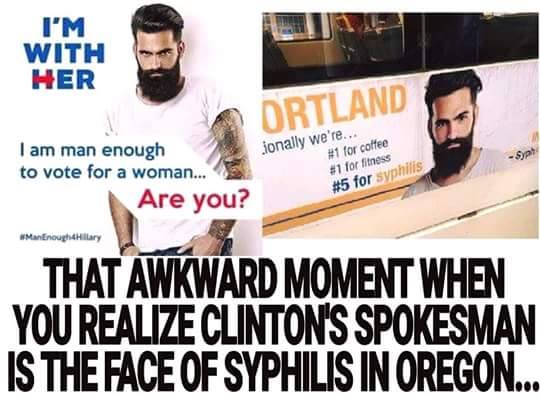 I'M
WITH
HER
I am man enough
to vote for a woman...
Are you?
#ManEnough4Hillary
ORTLAND
tionally we're...
#1 for coffee
#1 for fitness
#5 for syphilis
THAT AWKWARD MOMENT WHEN
YOU REALIZE CLINTON'S SPOKESMAN
IS THE FACE OF SYPHILIS IN OREGON...